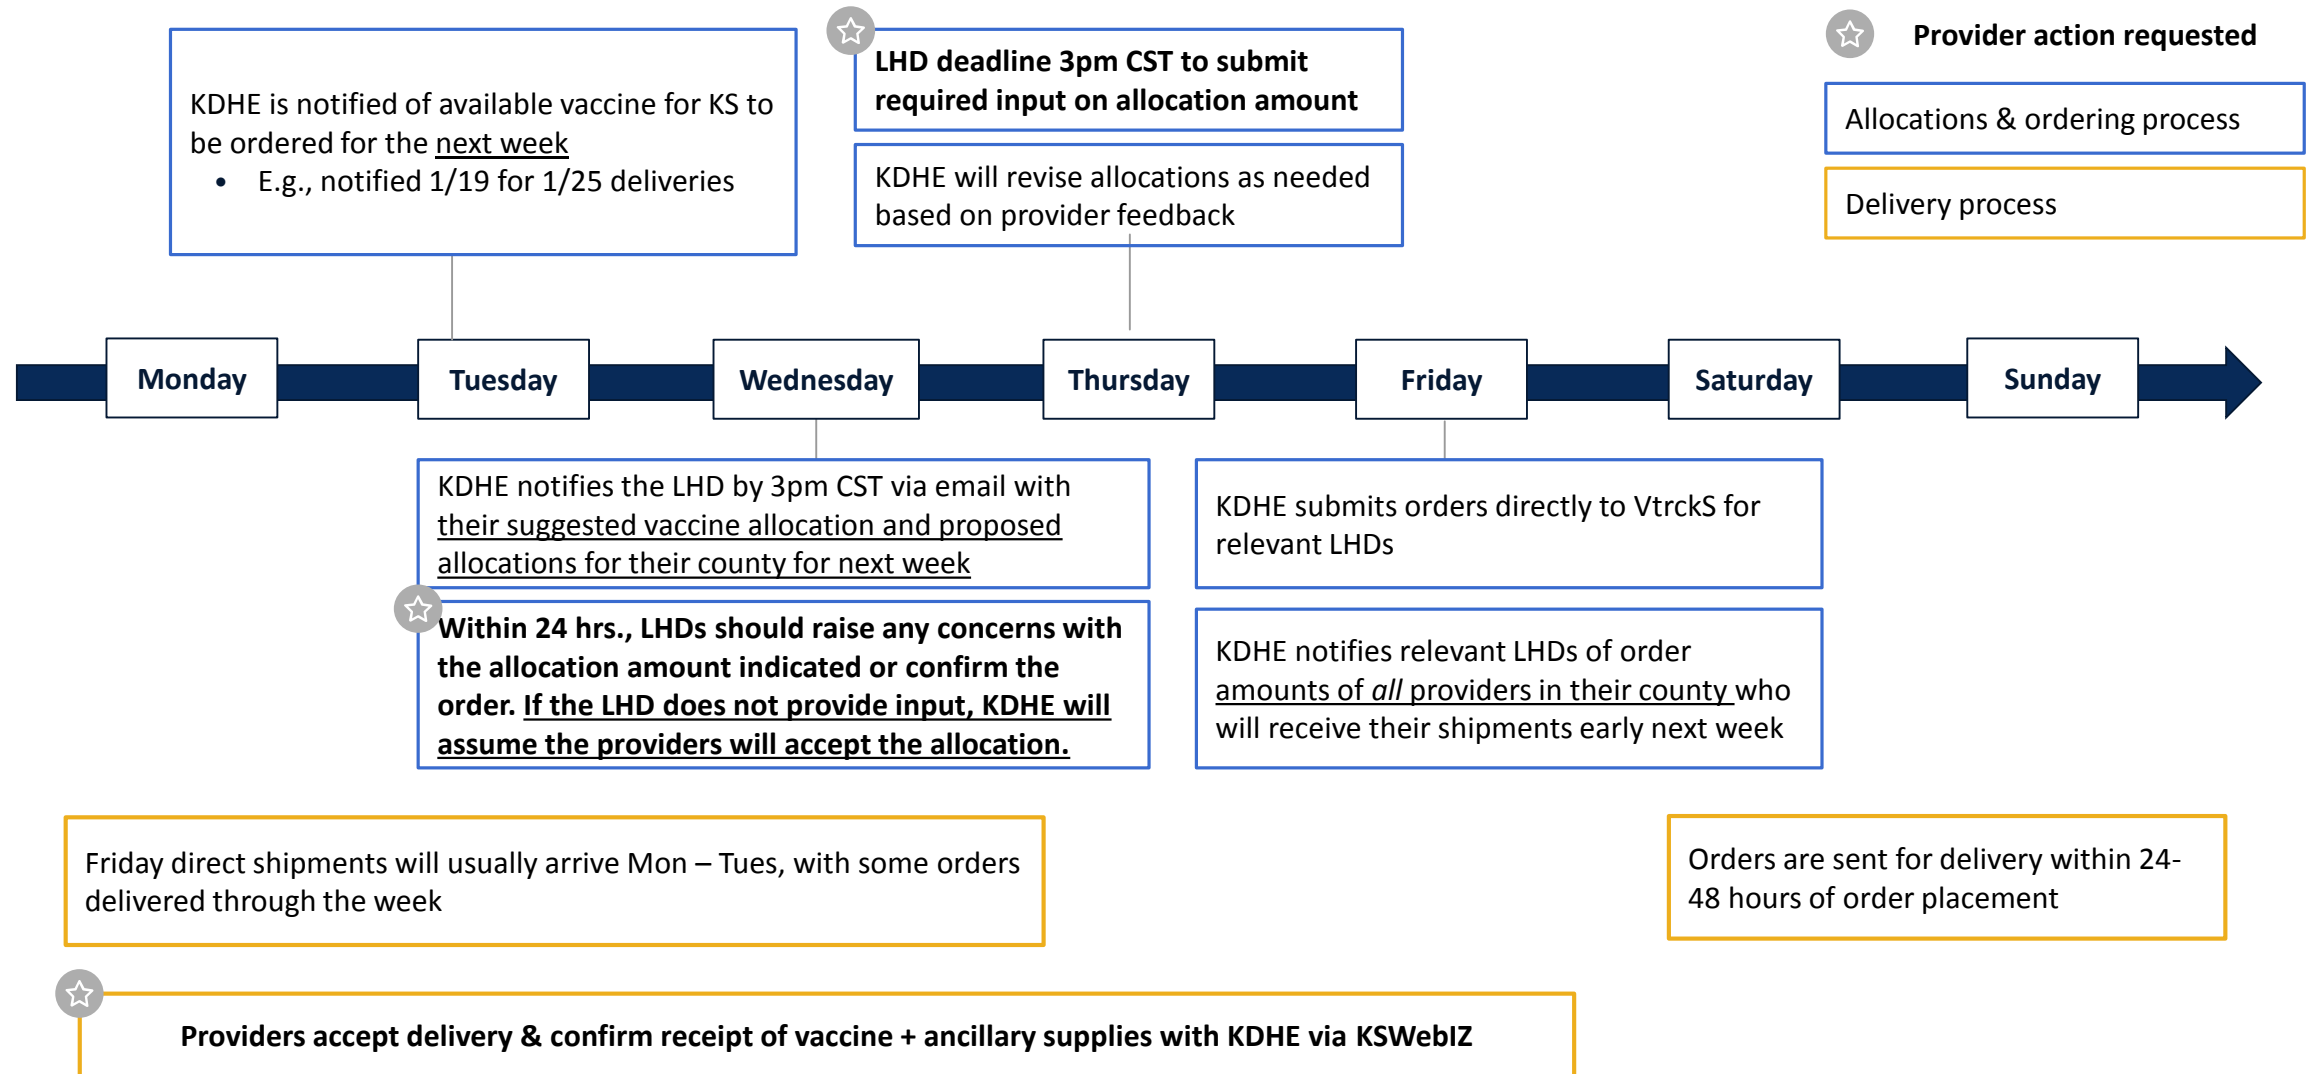 KDHE is notified of available vaccine for KS to
be ordered for the next week
• E.g., notified 1/19 for 1/25 deliveries
LHD deadline 3pm CST to submit
required input on allocation amount
KDHE will revise allocations as needed
based on provider feedback
Provider action requested
Allocations & ordering process
Delivery process
Monday
Tuesday
Wednesday
Thursday
Friday
Saturday
Sunday
KDHE notifies the LHD by 3pm CST via email with
their suggested vaccine allocation and proposed
allocations for their county for next week
Within 24 hrs., LHDs should raise any concerns with
the allocation amount indicated or confirm the
order. If the LHD does not provide input, KDHE will
assume the providers will accept the allocation.
KDHE submits orders directly to VtrckS for
relevant LHDs
KDHE notifies relevant LHDs of order
amounts of all providers in their county who
will receive their shipments early next week
Friday direct shipments will usually arrive Mon – Tues, with some orders
delivered through the week
Orders are sent for delivery within 24-
48 hours of order placement
Providers accept delivery & confirm receipt of vaccine + ancillary supplies with KDHE via KSWebIZ